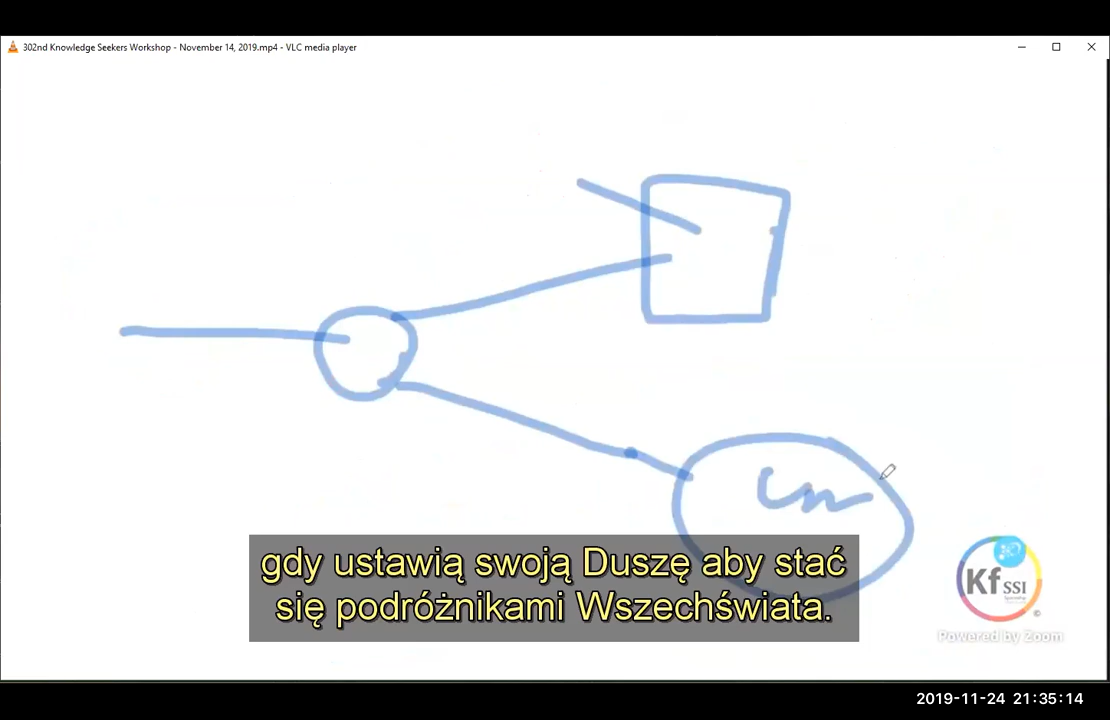 302nd Knowledge Seekers Workshop - November 14, 2019.mp4 - VLC media player
gdy ustawią swoją Duszę aby stać
się podróżnikami Wszechświata.
Kf SSI
Powered by Zoom
2019-11-24 21:35:14